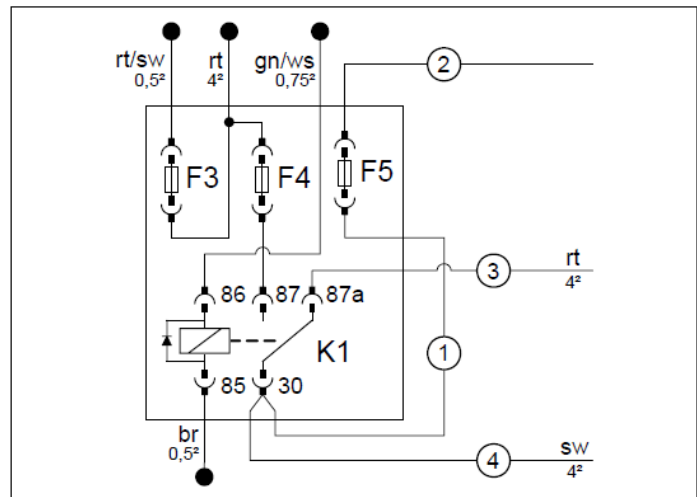 rt/sw rt gn/ws
0,5² 4² 0,75²
2
F3 F4 F5
3 rt
4²
86 87 87a
K1
1
85 30
br
0,5²
4 sw
4²